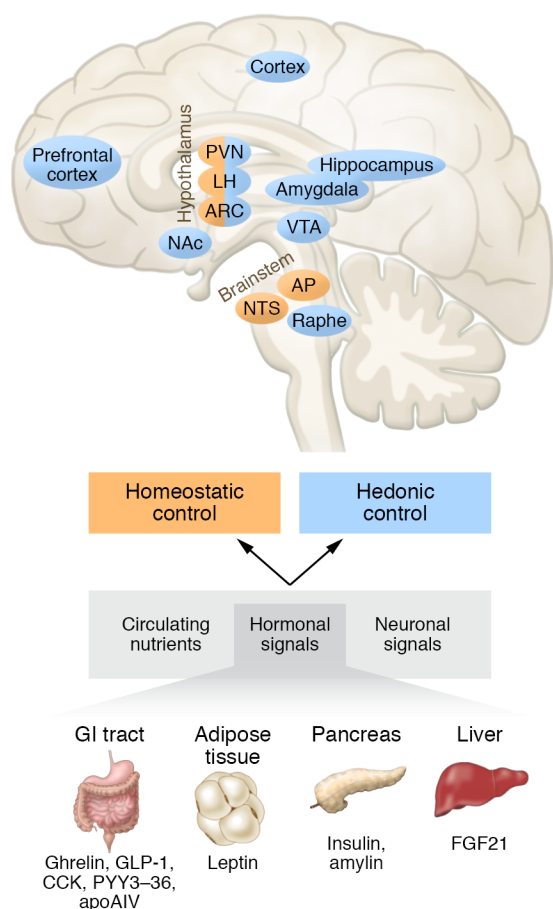 Cortex
Hypothalamus
Prefrontal
cortex
PVN
LH
ARC
Hippocampus
Amygdala
NAc
VTA
Brainstem
AP
NTS
Raphe
Homeostatic
control
Hedonic
control
Circulating
nutrients
Hormonal
signals
Neuronal
signals
GI tract
Adipose
tissue
Pancreas
Liver
Ghrelin, GLP-1,
CCK, PYY3–36,
apoAIV
Leptin
Insulin,
amylin
FGF21